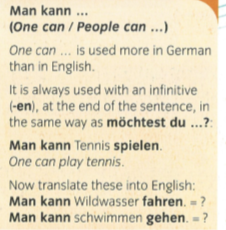 Man kann ...
(One can / People can ...)
One can ... is used more in German
than in English.
It is always used with an infinitive
(-en), at the end of the sentence, in
the same way as möchtest du ...?:
Man kann Tennis spielen.
One can play tennis.
Now translate these into English:
Man kann Wildwasser fahren. = ?
Man kann schwimmen gehen. = ?